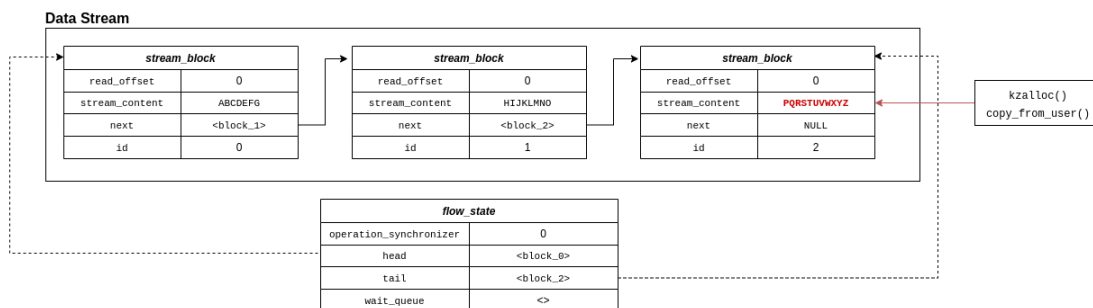 Data Stream
stream_block
read_offset 0
stream_content ABCDEFG
next <block_1>
id 0
stream_block
read_offset 0
stream_content HIJKLMNO
next <block_2>
id 1
stream_block
read_offset 0
stream_content PQRSTUVWXYZ
next NULL
id 2
kzalloc()
copy_from_user()
flow_state
operation_synchronizer 0
head <block_0>
tail <block_2>
wait_queue <>